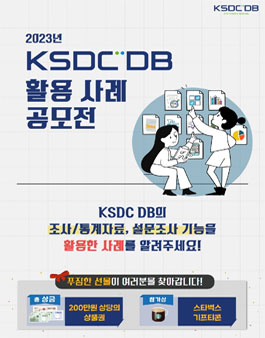 KSDC DB
2023년
KSDC DB
활용 사례
공모전
KSDC DB의
조사/통계자료, 설문조사 기능을
활용한 사례를 알려주세요!
푸짐한 선물이 여러분을 찾아갑니다!
총 상금
200만원 상당의
상품권
참가상
스타벅스
기프티콘